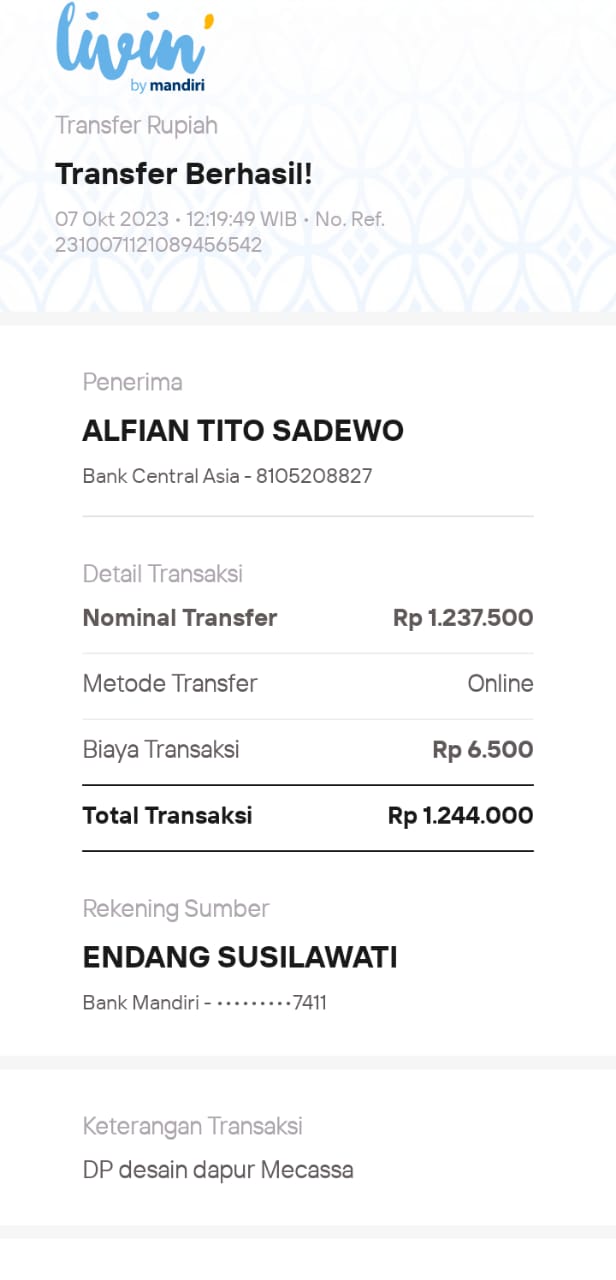 livin'
by mandiri
Transfer Rupiah
Transfer Berhasil!
07 Okt 2023 • 12:19:49 WIB • No. Ref.
2310071121089456542
Penerima
ALFIAN TITO SADEWO
Bank Central Asia - 8105208827
Detail Transaksi
Nominal Transfer Rp 1.237.500
Metode Transfer Online
Biaya Transaksi Rp 6.500
Total Transaksi Rp 1.244.000
Rekening Sumber
ENDANG SUSILAWATI
Bank Mandiri - •••••••••7411
Keterangan Transaksi
DP desain dapur Mecassa